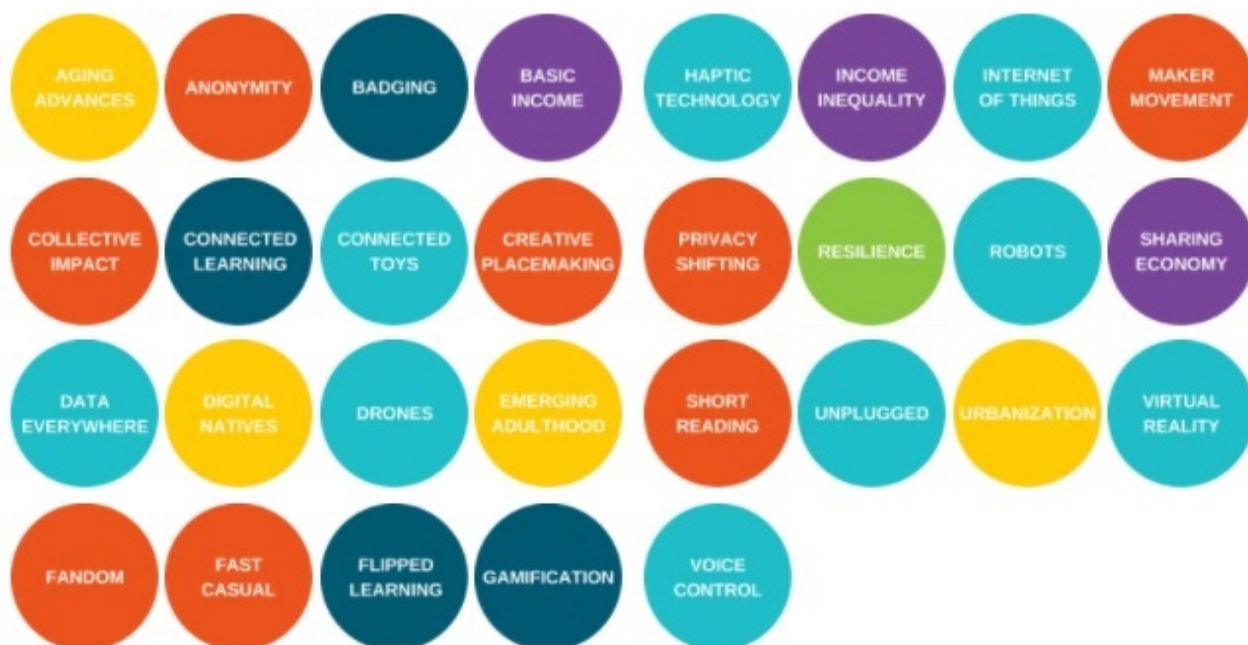 AGING
ADVANCES
ANONYMITY
BADGING
BASIC
INCOME
HAPTIC
TECHNOLOGY
INCOME
INEQUALITY
INTERNET
OF THINGS
MAKER
MOVEMENT
COLLECTIVE
IMPACT
CONNECTED
LEARNING
CONNECTED
TOYS
CREATIVE
PLACEMAKING
PRIVACY
SHIFTING
RESILIENCE
ROBOTS
SHARING
ECONOMY
DATA
EVERYWHERE
DIGITAL
NATIVES
DRONES
EMERGING
ADULTHOOD
SHORT
READING
UNPLUGGED
URBANIZATION
VIRTUAL
REALITY
FANDOM
FAST
CASUAL
FLIPPED
LEARNING
GAMIFICATION
VOICE
CONTROL